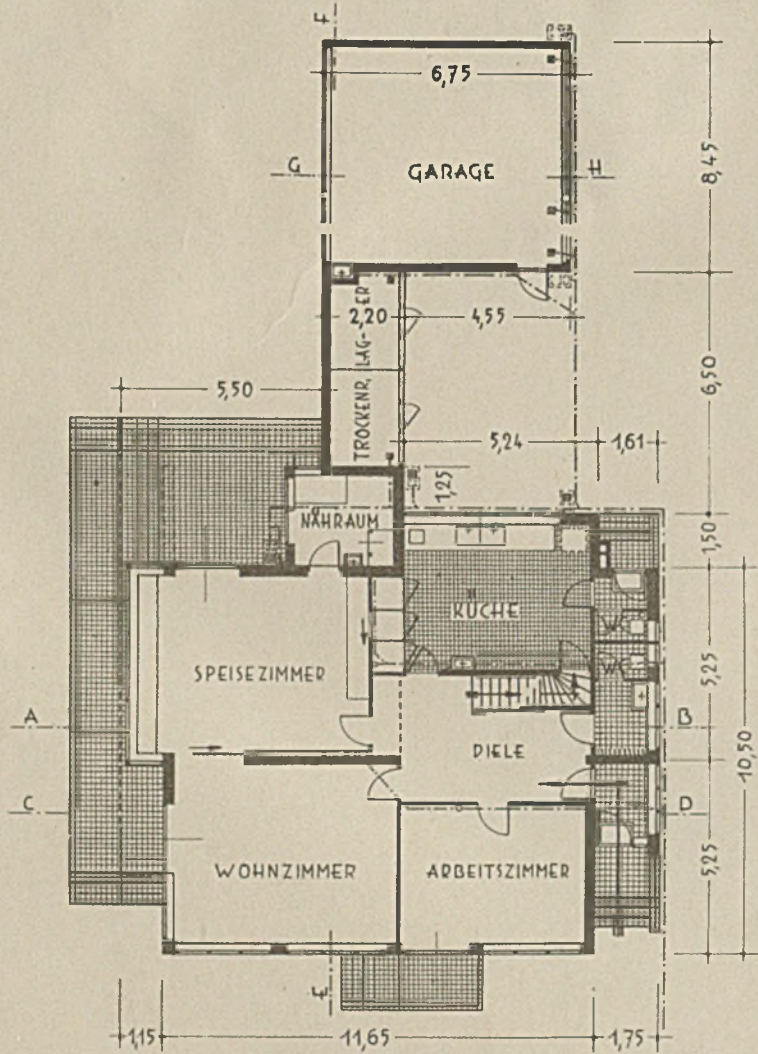 F
6,75
G
GARAGE
H
8,45
2,20
4,55
TROCKENR. LAG-ER
6,50
5,50
5,24
1,61
1,25
NÄHRAUM
1,50
KÜCHE
SPEISEZIMMER
5,25
A
B
DIELE
10,50
C
D
WOHNZIMMER
ARBEITSZIMMER
5,25
1,15
11,65
1,75